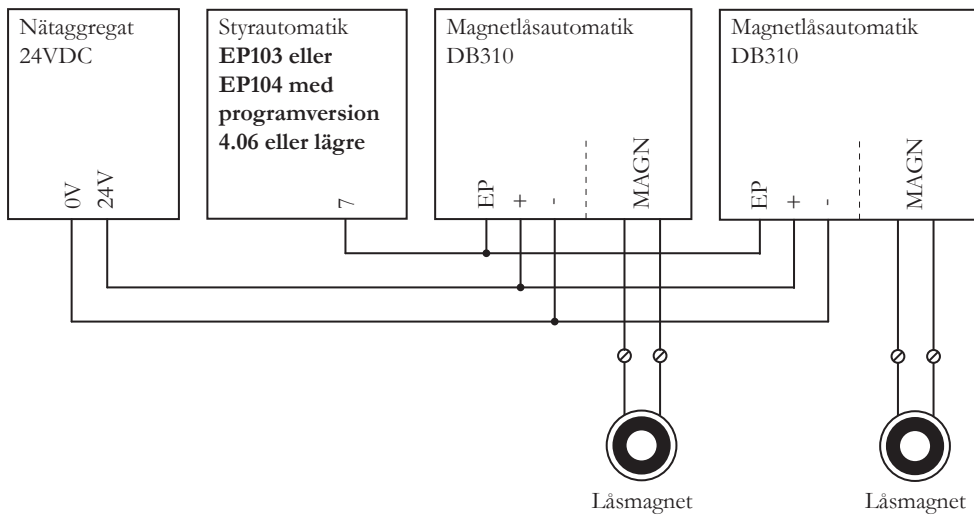 Nätaggregat
24VDC
0V
24V
Styrautomatik
EP103 eller
EP104 med
programversion
4.06 eller lägre
7
Magnetlåsautomatik
DB310
EP
+
-
MAGN
Magnetlåsautomatik
DB310
EP
+
-
MAGN
Låsmagnet
Låsmagnet